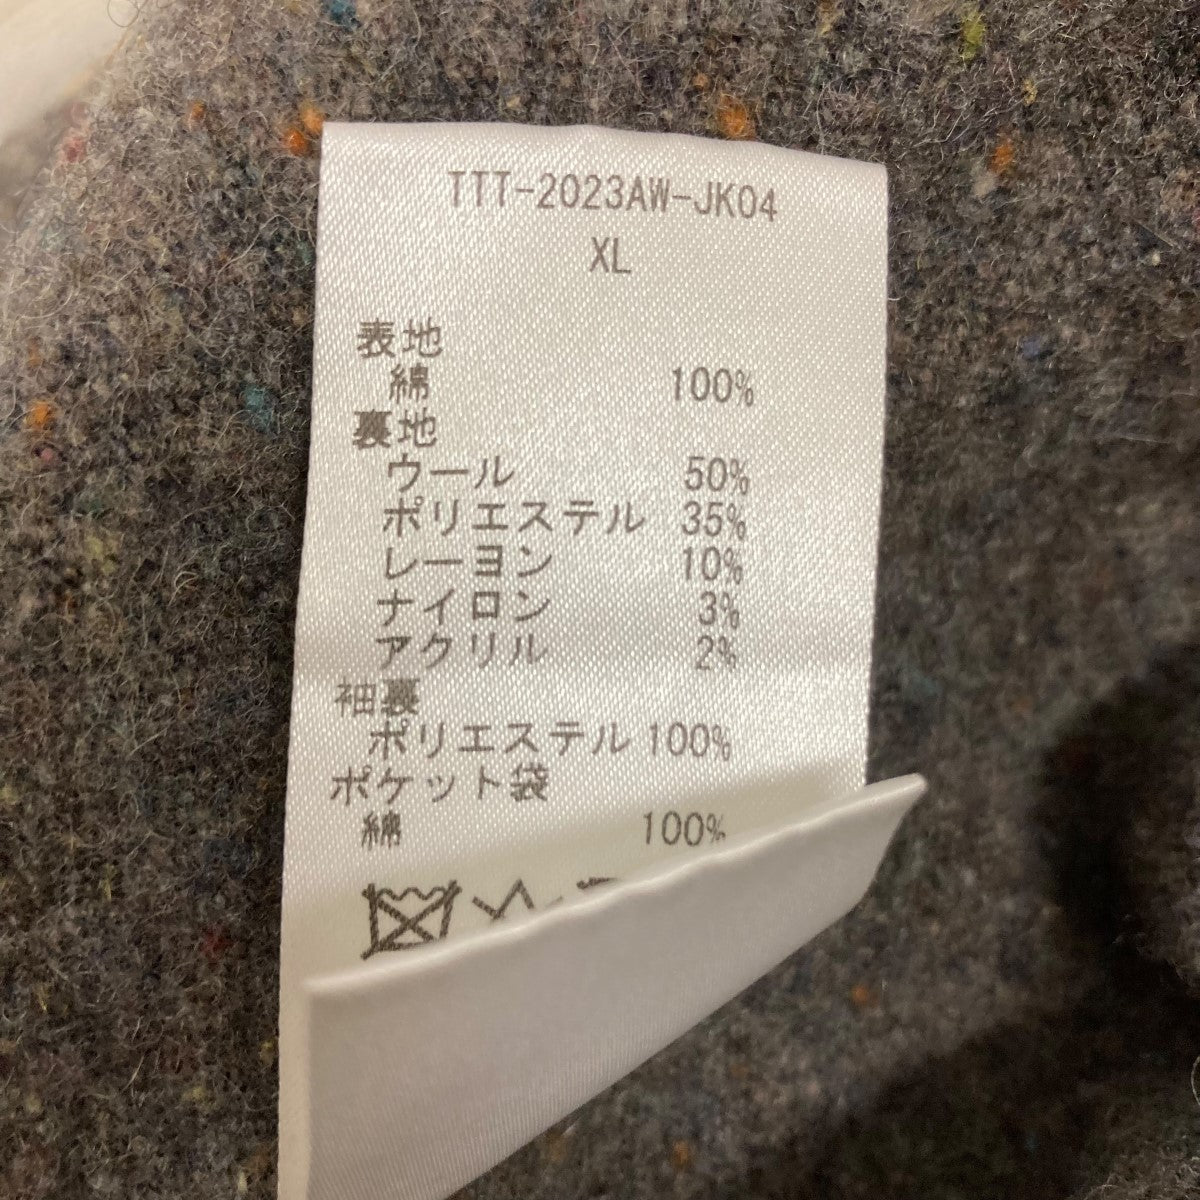 TTT-2023AW-JK04
XL
表地
綿 100%
裏地
ウール 50%
ポリエステル 35%
レーヨン 10%
ナイロン 3%
アクリル 2%
袖裏
ポリエステル 100%
ポケット袋
綿 100%